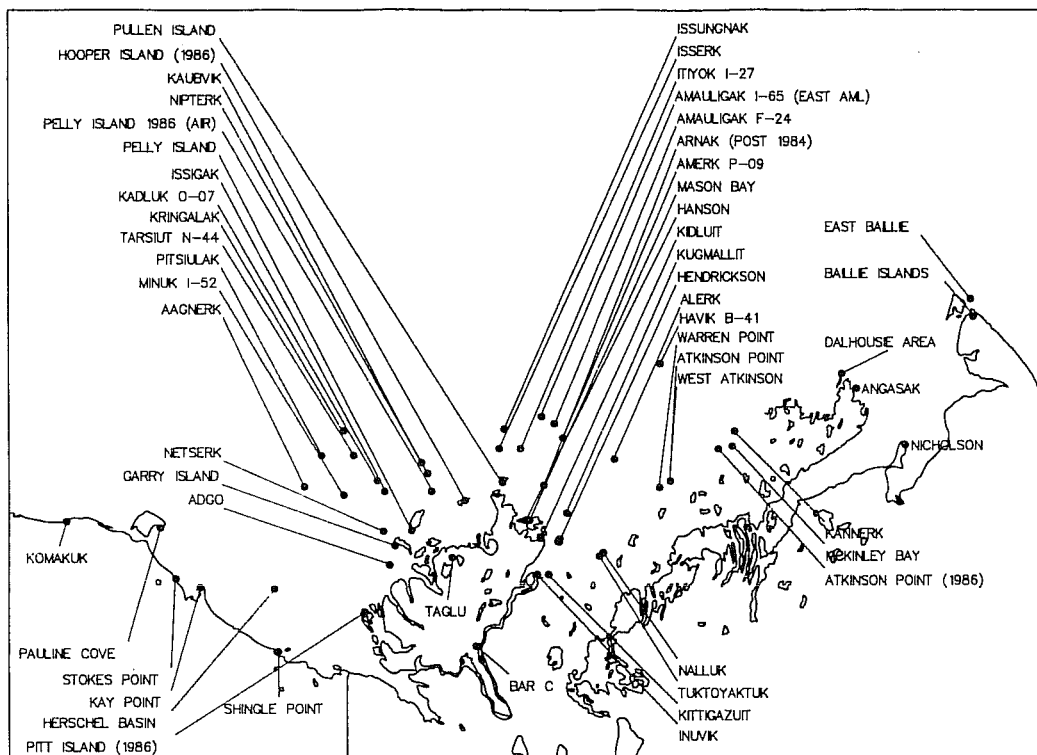 PULLEN ISLAND
HOOPER ISLAND (1986)
KAUBVIK
NIPTERK
PELLY ISLAND 1986 (AIR)
PELLY ISLAND
ISSIGAK
KADLUK O-07
KRINGALAK
TARSIUT N-44
PITSIULAK
MINUK I-52
AAGNERK
NETSERK
GARRY ISLAND
ADGO
ISSUNGNAK
ISSERK
ITIYOK I-27
AMAULIGAK I-65 (EAST AML)
AMAULIGAK F-24
ARNAK (POST 1984)
AMERK P-09
MASON BAY
HANSON
KIDLUIT
KUGMALLIT
HENDRICKSON
ALERK
HAVIK B-41
WARREN POINT
ATKINSON POINT
WEST ATKINSON
EAST BAILLIE
BAILLIE ISLANDS
DALHOUSIE AREA
ANGASAK
NICHOLSON
KANNERK
MCKINLEY BAY
ATKINSON POINT (1986)
KOMAKUK
TAGLU
PAULINE COVE
STOKES POINT
KAY POINT
HERSCHEL BASIN
PITT ISLAND (1986)
SHINGLE POINT
BAR C
NALLUK
TUKTOYAKTUK
KITTIGAZUIT
INUVIK